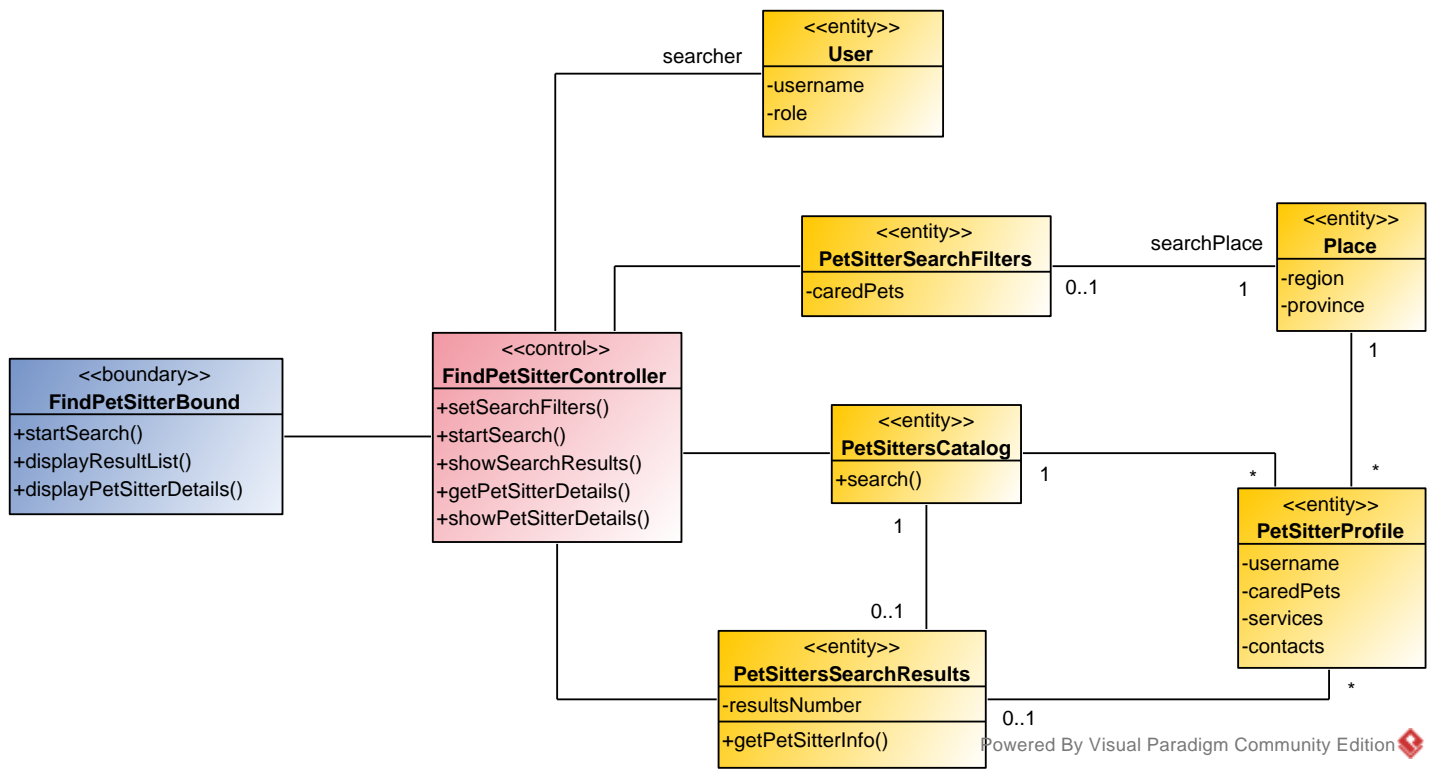 <<entity>>
User
-username
-role
searcher
<<entity>>
PetSitterSearchFilters
-caredPets
searchPlace
0..1
1
<<entity>>
Place
-region
-province
1
*
<<boundary>>
FindPetSitterBound
+startSearch()
+displayResultList()
+displayPetSitterDetails()
<<control>>
FindPetSitterController
+setSearchFilters()
+startSearch()
+showSearchResults()
+getPetSitterDetails()
+showPetSitterDetails()
<<entity>>
PetSittersCatalog
+search()
1
*
1
0..1
<<entity>>
PetSitterProfile
-username
-caredPets
-services
-contacts
*
<<entity>>
PetSittersSearchResults
-resultsNumber
+getPetSitterInfo()
0..1
Powered By Visual Paradigm Community Edition